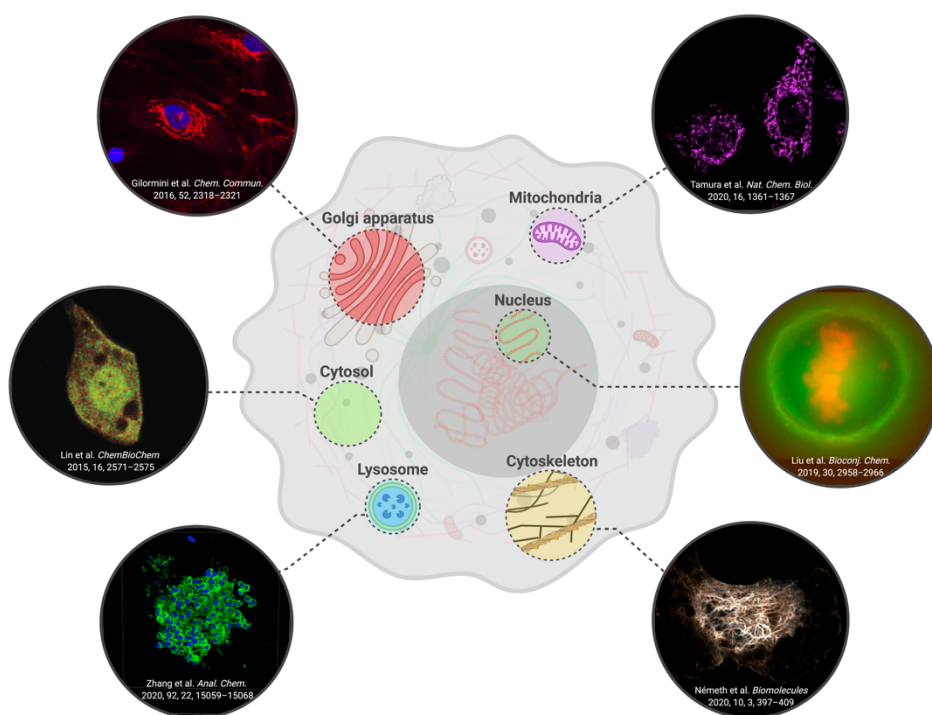 Gilormini et al. Chem. Commun.
2016, 52, 2318–2321
Tamura et al. Nat. Chem. Biol.
2020, 16, 1361–1367
Golgi apparatus
Mitochondria
Nucleus
Cytosol
Lin et al. ChemBioChem
2015, 16, 2571–2575
Liu et al. Bioconj. Chem.
2019, 30, 2958–2966
Lysosome
Cytoskeleton
Zhang et al. Anal. Chem.
2020, 92, 22, 15059–15068
Németh et al. Biomolecules
2020, 10, 3, 397–409